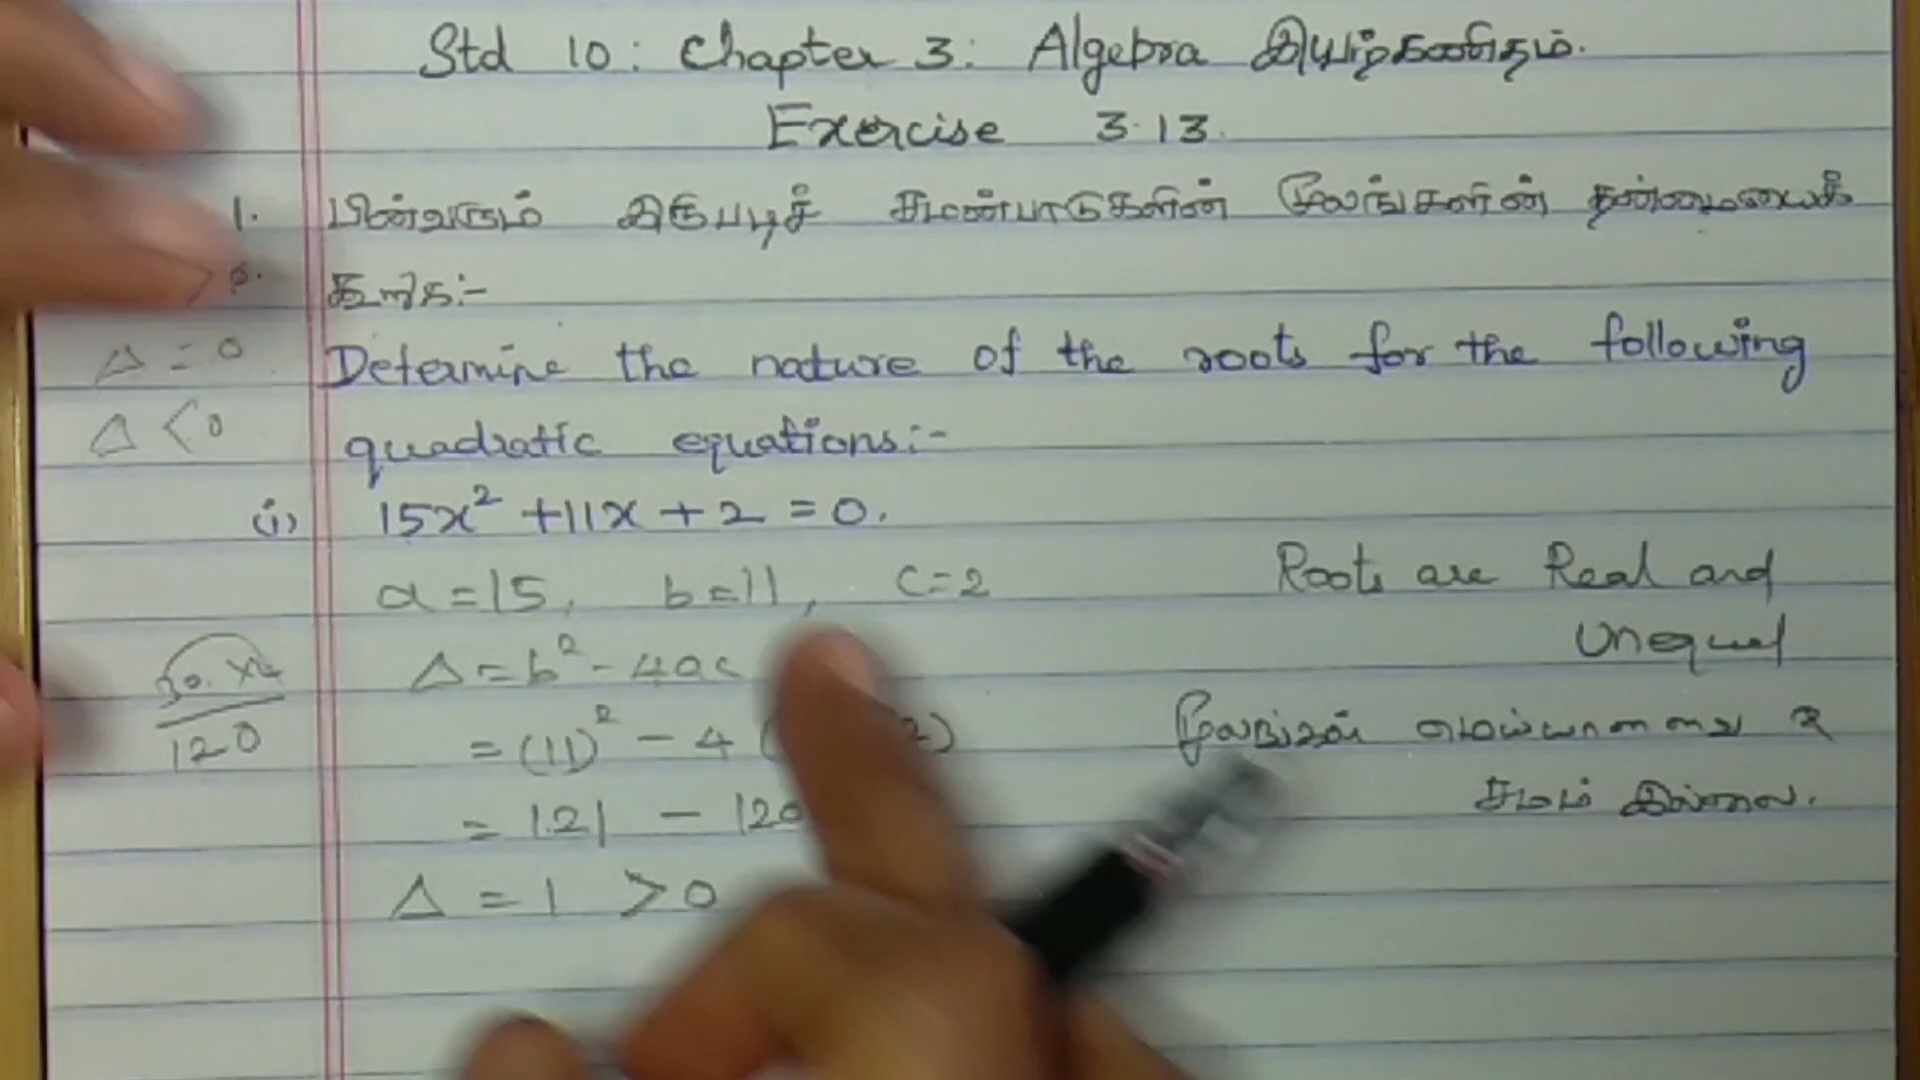 Std 10: Chapter 3: Algebra இயற்கணிதம்.
Exercise 3.13.
1. பின்வரும் இருபடிச் சமன்பாடுகளின் மூலங்களின் தன்மையைக்
கூறுக:-
Δ = 0
Δ < 0
Determine the nature of the roots for the following
quadratic equations:-
(i) 15x² + 11x + 2 = 0.
a = 15, b = 11, c = 2
Δ = b² - 4ac
= (11)² - 4 ( 2)
= 121 - 120
Δ = 1 > 0
30 × 4
120
Roots are Real and
Unequal
மூலங்கள் மெய்யானவை &
சமம் இல்லை.